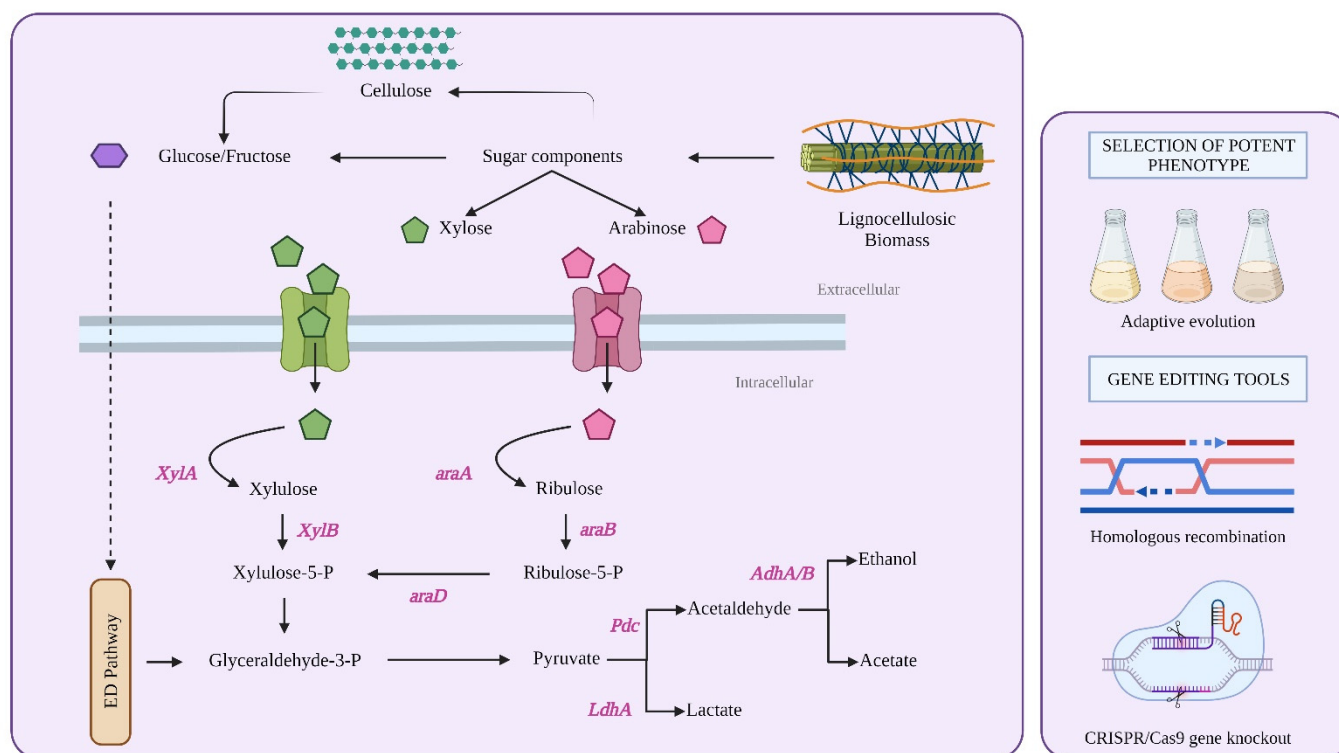 Cellulose
Glucose/Fructose
Sugar components
Xylose
Arabinose
Lignocellulosic
Biomass
Extracellular
Intracellular
XylA
Xylulose
araA
Ribulose
XylB
araB
Xylulose-5-P
araD
Ribulose-5-P
AdhA/B
Ethanol
Pdc
Acetaldehyde
ED Pathway
Glyceraldehyde-3-P
Pyruvate
Acetate
LdhA
Lactate
SELECTION OF POTENT
PHENOTYPE
Adaptive evolution
GENE EDITING TOOLS
Homologous recombination
CRISPR/Cas9 gene knockout